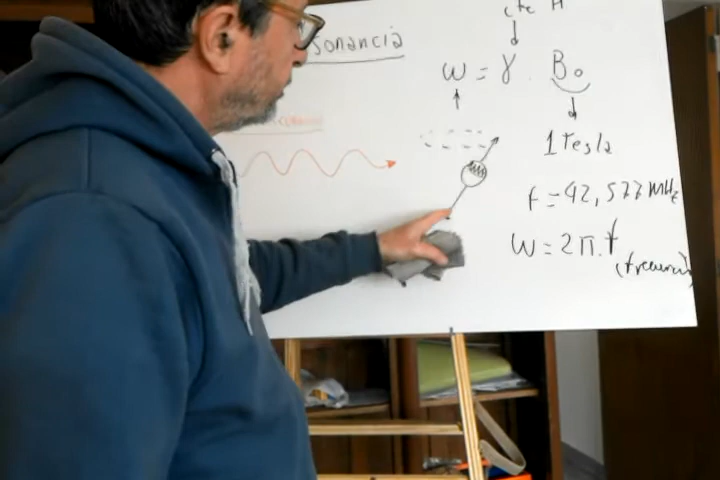 cte H
sonancia
ω = γ . B₀
1 Tesla
f = 42,577 MHz
ω = 2π.f
(frecuencia